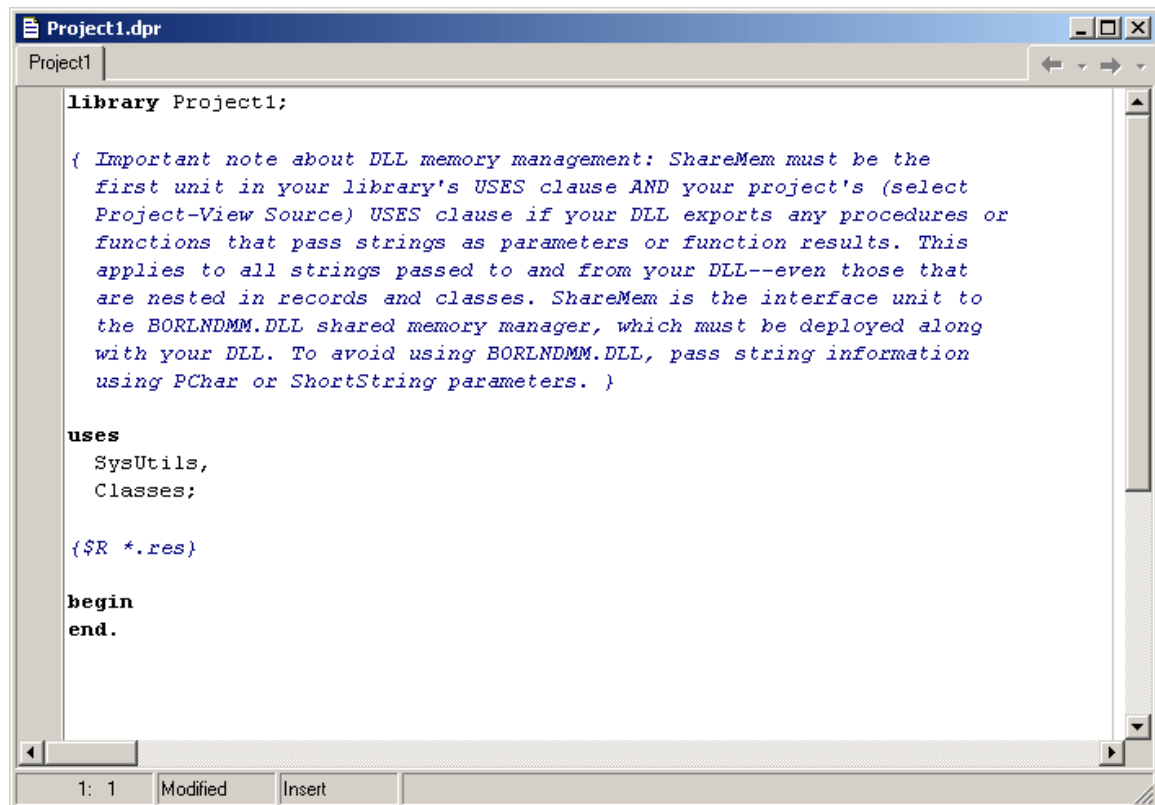 Project1.dpr
Project1
library Project1;
{ Important note about DLL memory management: ShareMem must be the
first unit in your library's USES clause AND your project's (select
Project-View Source) USES clause if your DLL exports any procedures or
functions that pass strings as parameters or function results. This
applies to all strings passed to and from your DLL--even those that
are nested in records and classes. ShareMem is the interface unit to
the BORLNDMM.DLL shared memory manager, which must be deployed along
with your DLL. To avoid using BORLNDMM.DLL, pass string information
using PChar or ShortString parameters. }
uses
SysUtils,
Classes;
{$R *.res}
begin
end.
1: 1 Modified Insert